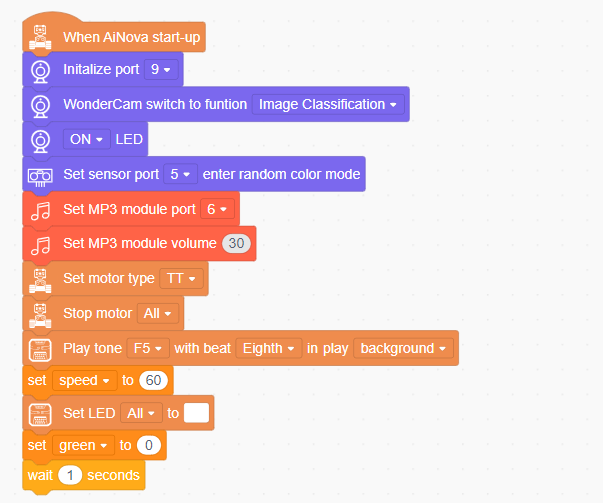 When AiNova start-up
Initalize port 9
WonderCam switch to funtion Image Classification
ON LED
Set sensor port 5 enter random color mode
Set MP3 module port 6
Set MP3 module volume 30
Set motor type TT
Stop motor All
Play tone F5 with beat Eighth in play background
set speed to 60
Set LED All to
set green to 0
wait 1 seconds